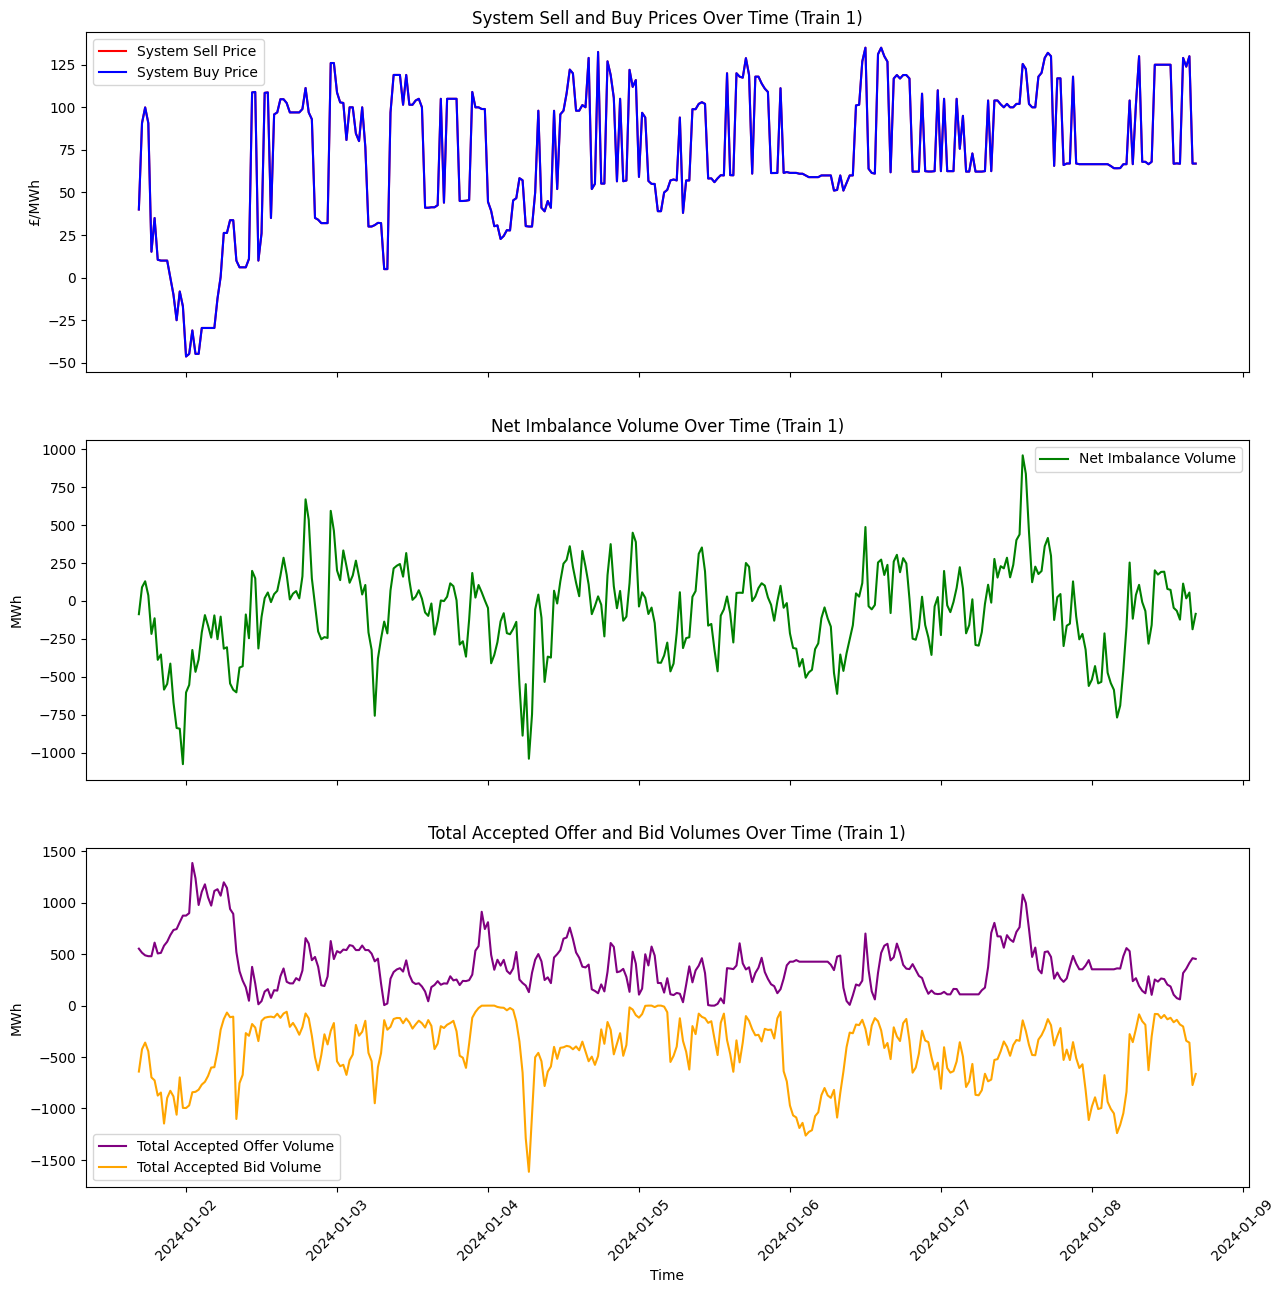 System Sell and Buy Prices Over Time (Train 1)
System Sell Price
System Buy Price
125
100
75
50
25
0
−25
−50
£/MWh
Net Imbalance Volume Over Time (Train 1)
Net Imbalance Volume
1000
750
500
250
0
−250
−500
−750
−1000
MWh
Total Accepted Offer and Bid Volumes Over Time (Train 1)
1500
1000
500
0
−500
−1000
−1500
MWh
Total Accepted Offer Volume
Total Accepted Bid Volume
2024-01-02
2024-01-03
2024-01-04
2024-01-05
2024-01-06
2024-01-07
2024-01-08
2024-01-09
Time